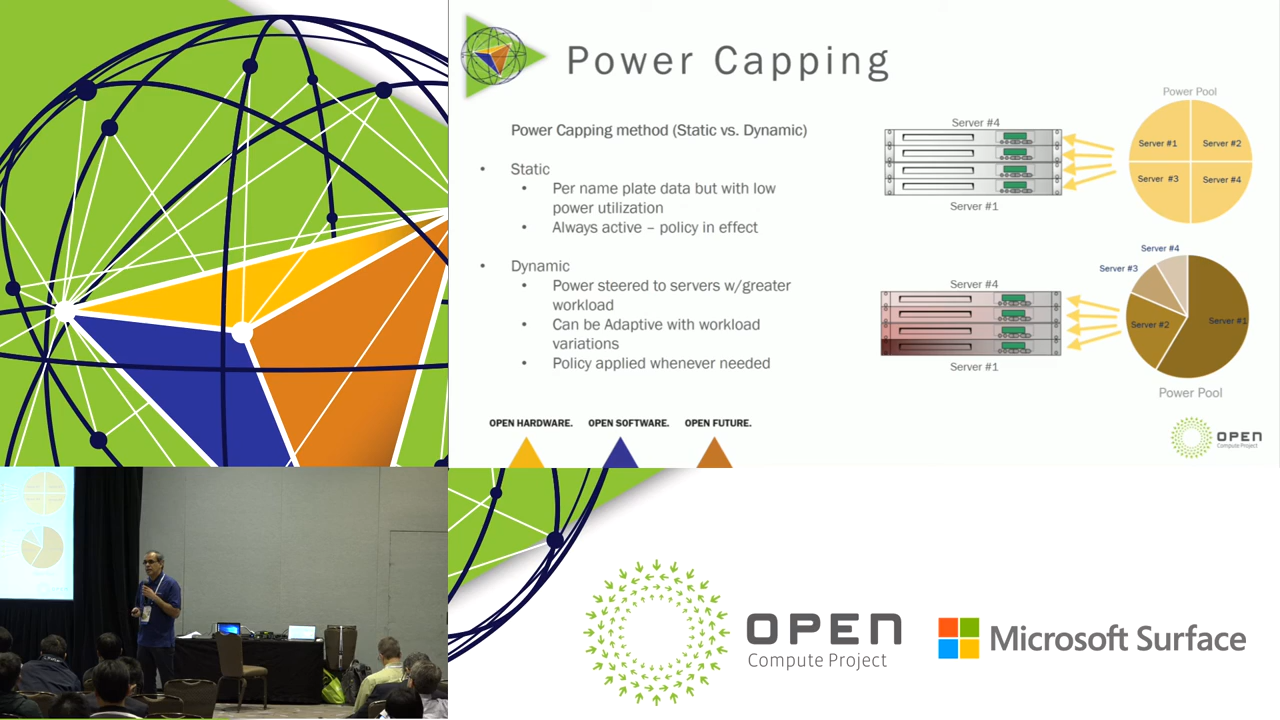 Power Capping
Power Capping method (Static vs. Dynamic)
• Static
• Per name plate data but with low
power utilization
• Always active – policy in effect
• Dynamic
• Power steered to servers w/greater
workload
• Can be Adaptive with workload
variations
• Policy applied whenever needed
Server #4
Server #1
Power Pool
Server #1
Server #2
Server #3
Server #4
Server #4
Server #1
Server #4
Server #3
Server #2
Server #1
Power Pool
OPEN HARDWARE. OPEN SOFTWARE. OPEN FUTURE.
OPEN
Compute Project
OPEN
Compute Project
Microsoft Surface